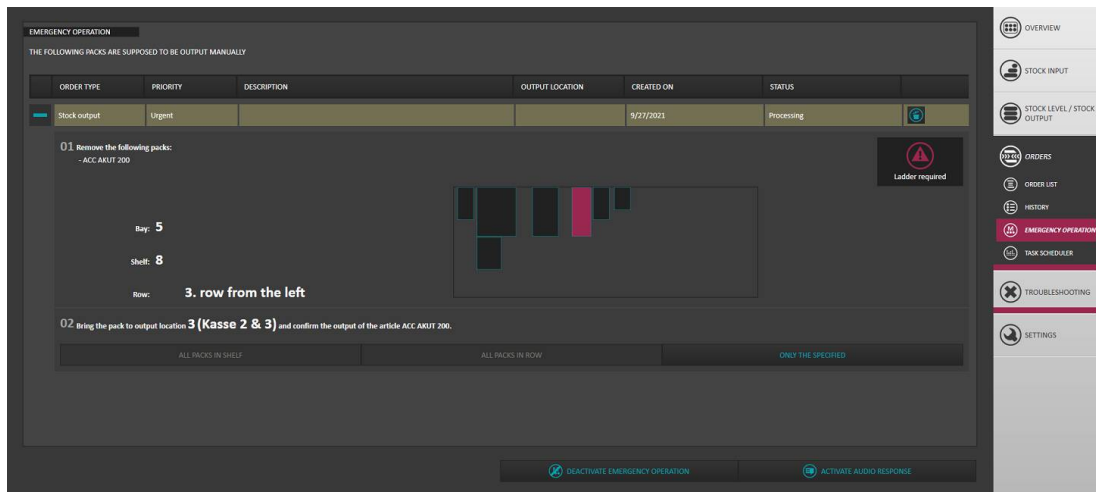 EMERGENCY OPERATION
THE FOLLOWING PACKS ARE SUPPOSED TO BE OUTPUT MANUALLY
ORDER TYPE PRIORITY DESCRIPTION OUTPUT LOCATION CREATED ON STATUS
Stock output Urgent 9/27/2021 Processing
01 Remove the following packs:
- ACC AKUT 200
Ladder required
Bay: 5
Shelf: 8
Row: 3. row from the left
02 Bring the pack to output location 3 (Kasse 2 & 3) and confirm the output of the article ACC AKUT 200.
ALL PACKS IN SHELF ALL PACKS IN ROW ONLY THE SPECIFIED
DEACTIVATE EMERGENCY OPERATION ACTIVATE AUDIO RESPONSE
OVERVIEW
STOCK INPUT
STOCK LEVEL / STOCK
OUTPUT
ORDERS
ORDER LIST
HISTORY
EMERGENCY OPERATION
TASK SCHEDULER
TROUBLESHOOTING
SETTINGS